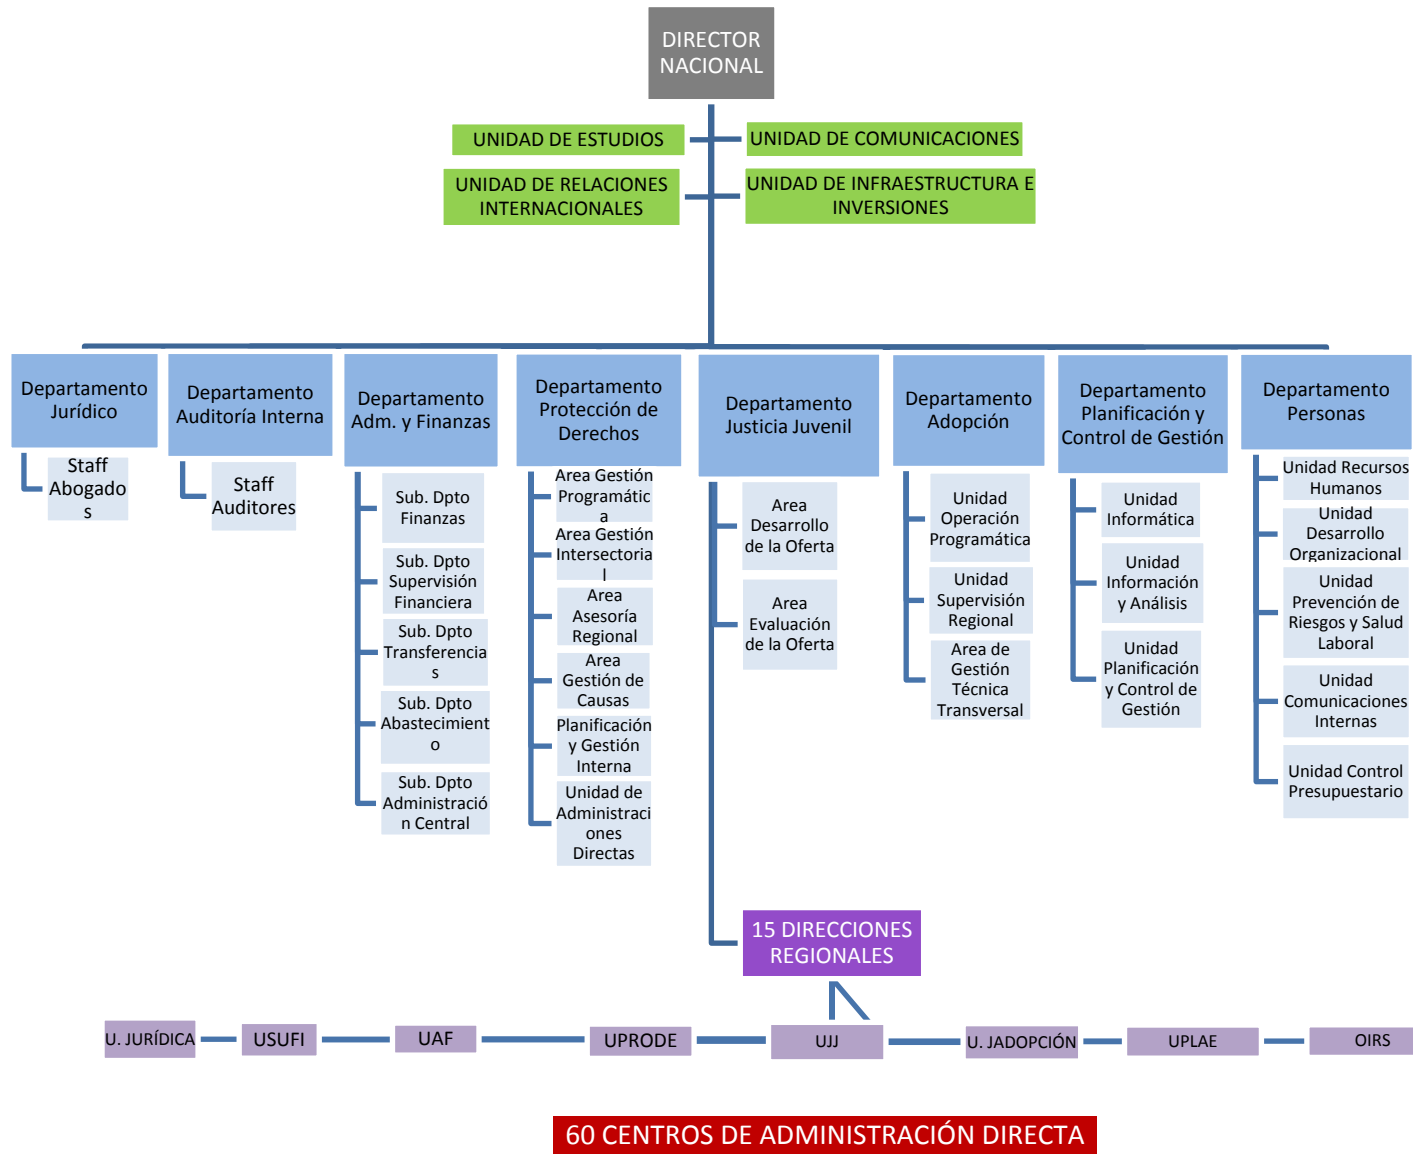 DIRECTOR
NACIONAL
UNIDAD DE ESTUDIOS
UNIDAD DE COMUNICACIONES
UNIDAD DE RELACIONES
INTERNACIONALES
UNIDAD DE INFRAESTRUCTURA E
INVERSIONES
Departamento
Jurídico
Staff
Abogado
s
Departamento
Auditoría Interna
Staff
Auditores
Departamento
Adm. y Finanzas
Sub. Dpto
Finanzas
Sub. Dpto
Supervisión
Financiera
Sub. Dpto
Transferencia
s
Sub. Dpto
Abastecimient
o
Sub. Dpto
Administració
n Central
Departamento
Protección de
Derechos
Area Gestión
Programátic
a
Area Gestión
Intersectoria
l
Area
Asesoría
Regional
Area
Gestión de
Causas
Planificación
y Gestión
Interna
Unidad de
Administraci
ones
Directas
Departamento
Justicia Juvenil
Area
Desarrollo
de la Oferta
Area
Evaluación
de la Oferta
Departamento
Adopción
Unidad
Operación
Programática
Unidad
Supervisión
Regional
Area de
Gestión
Técnica
Transversal
Departamento
Planificación y
Control de Gestión
Unidad
Informática
Unidad
Información
y Análisis
Unidad
Planificación
y Control de
Gestión
Departamento
Personas
Unidad Recursos
Humanos
Unidad
Desarrollo
Organizacional
Unidad
Prevención de
Riesgos y Salud
Laboral
Unidad
Comunicaciones
Internas
Unidad Control
Presupuestario
15 DIRECCIONES
REGIONALES
U. JURÍDICA
USUFI
UAF
UPRODE
UJJ
U. JADOPCIÓN
UPLAE
OIRS
60 CENTROS DE ADMINISTRACIÓN DIRECTA